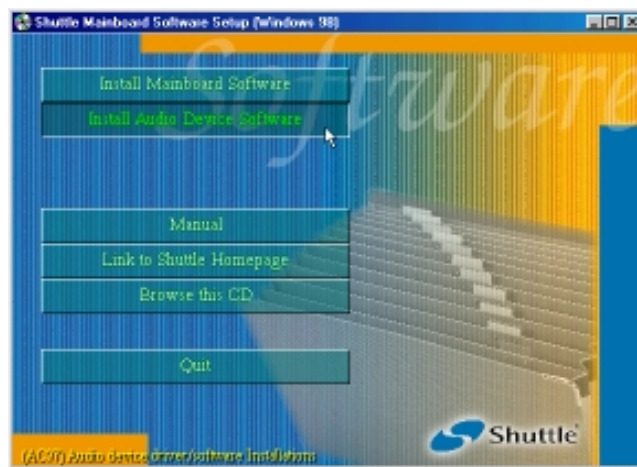 Shuttle Mainboard Software Setup (Windows 98)
Software
Install Mainboard Software
Install Audio Device Software
Manual
Link to Shuttle Homepage
Browse this CD
Quit
Shuttle
(AC97) Audio device driver/software Installations